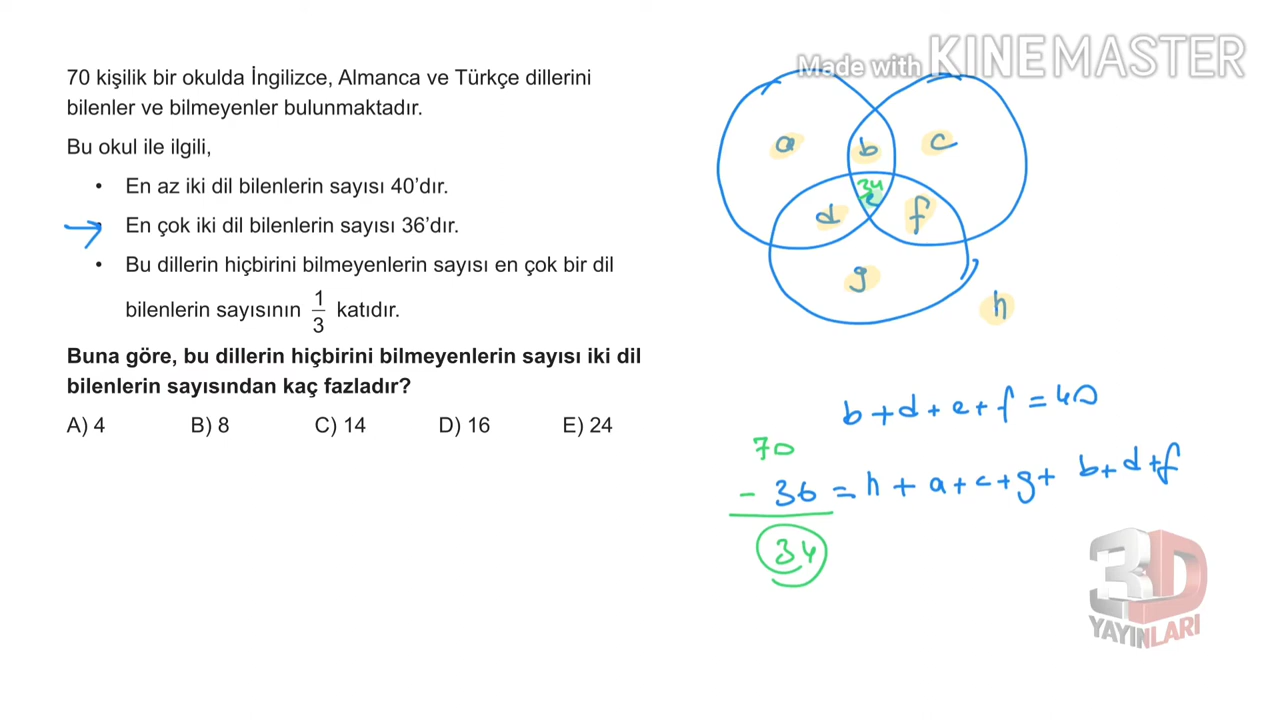 70 kişilik bir okulda İngilizce, Almanca ve Türkçe dillerini
bilenler ve bilmeyenler bulunmaktadır.
Bu okul ile ilgili,
• En az iki dil bilenlerin sayısı 40'dır.
En çok iki dil bilenlerin sayısı 36'dır.
• Bu dillerin hiçbirini bilmeyenlerin sayısı en çok bir dil
bilenlerin sayısının 1/3 katıdır.
Buna göre, bu dillerin hiçbirini bilmeyenlerin sayısı iki dil
bilenlerin sayısından kaç fazladır?
A) 4 B) 8 C) 14 D) 16 E) 24
Made with KINEMASTER
a b c
34
d f
g
h
b+d+e+f=40
70
- 36 = h + a+c+g+ b+d+f
34
3D
YAYINLARI